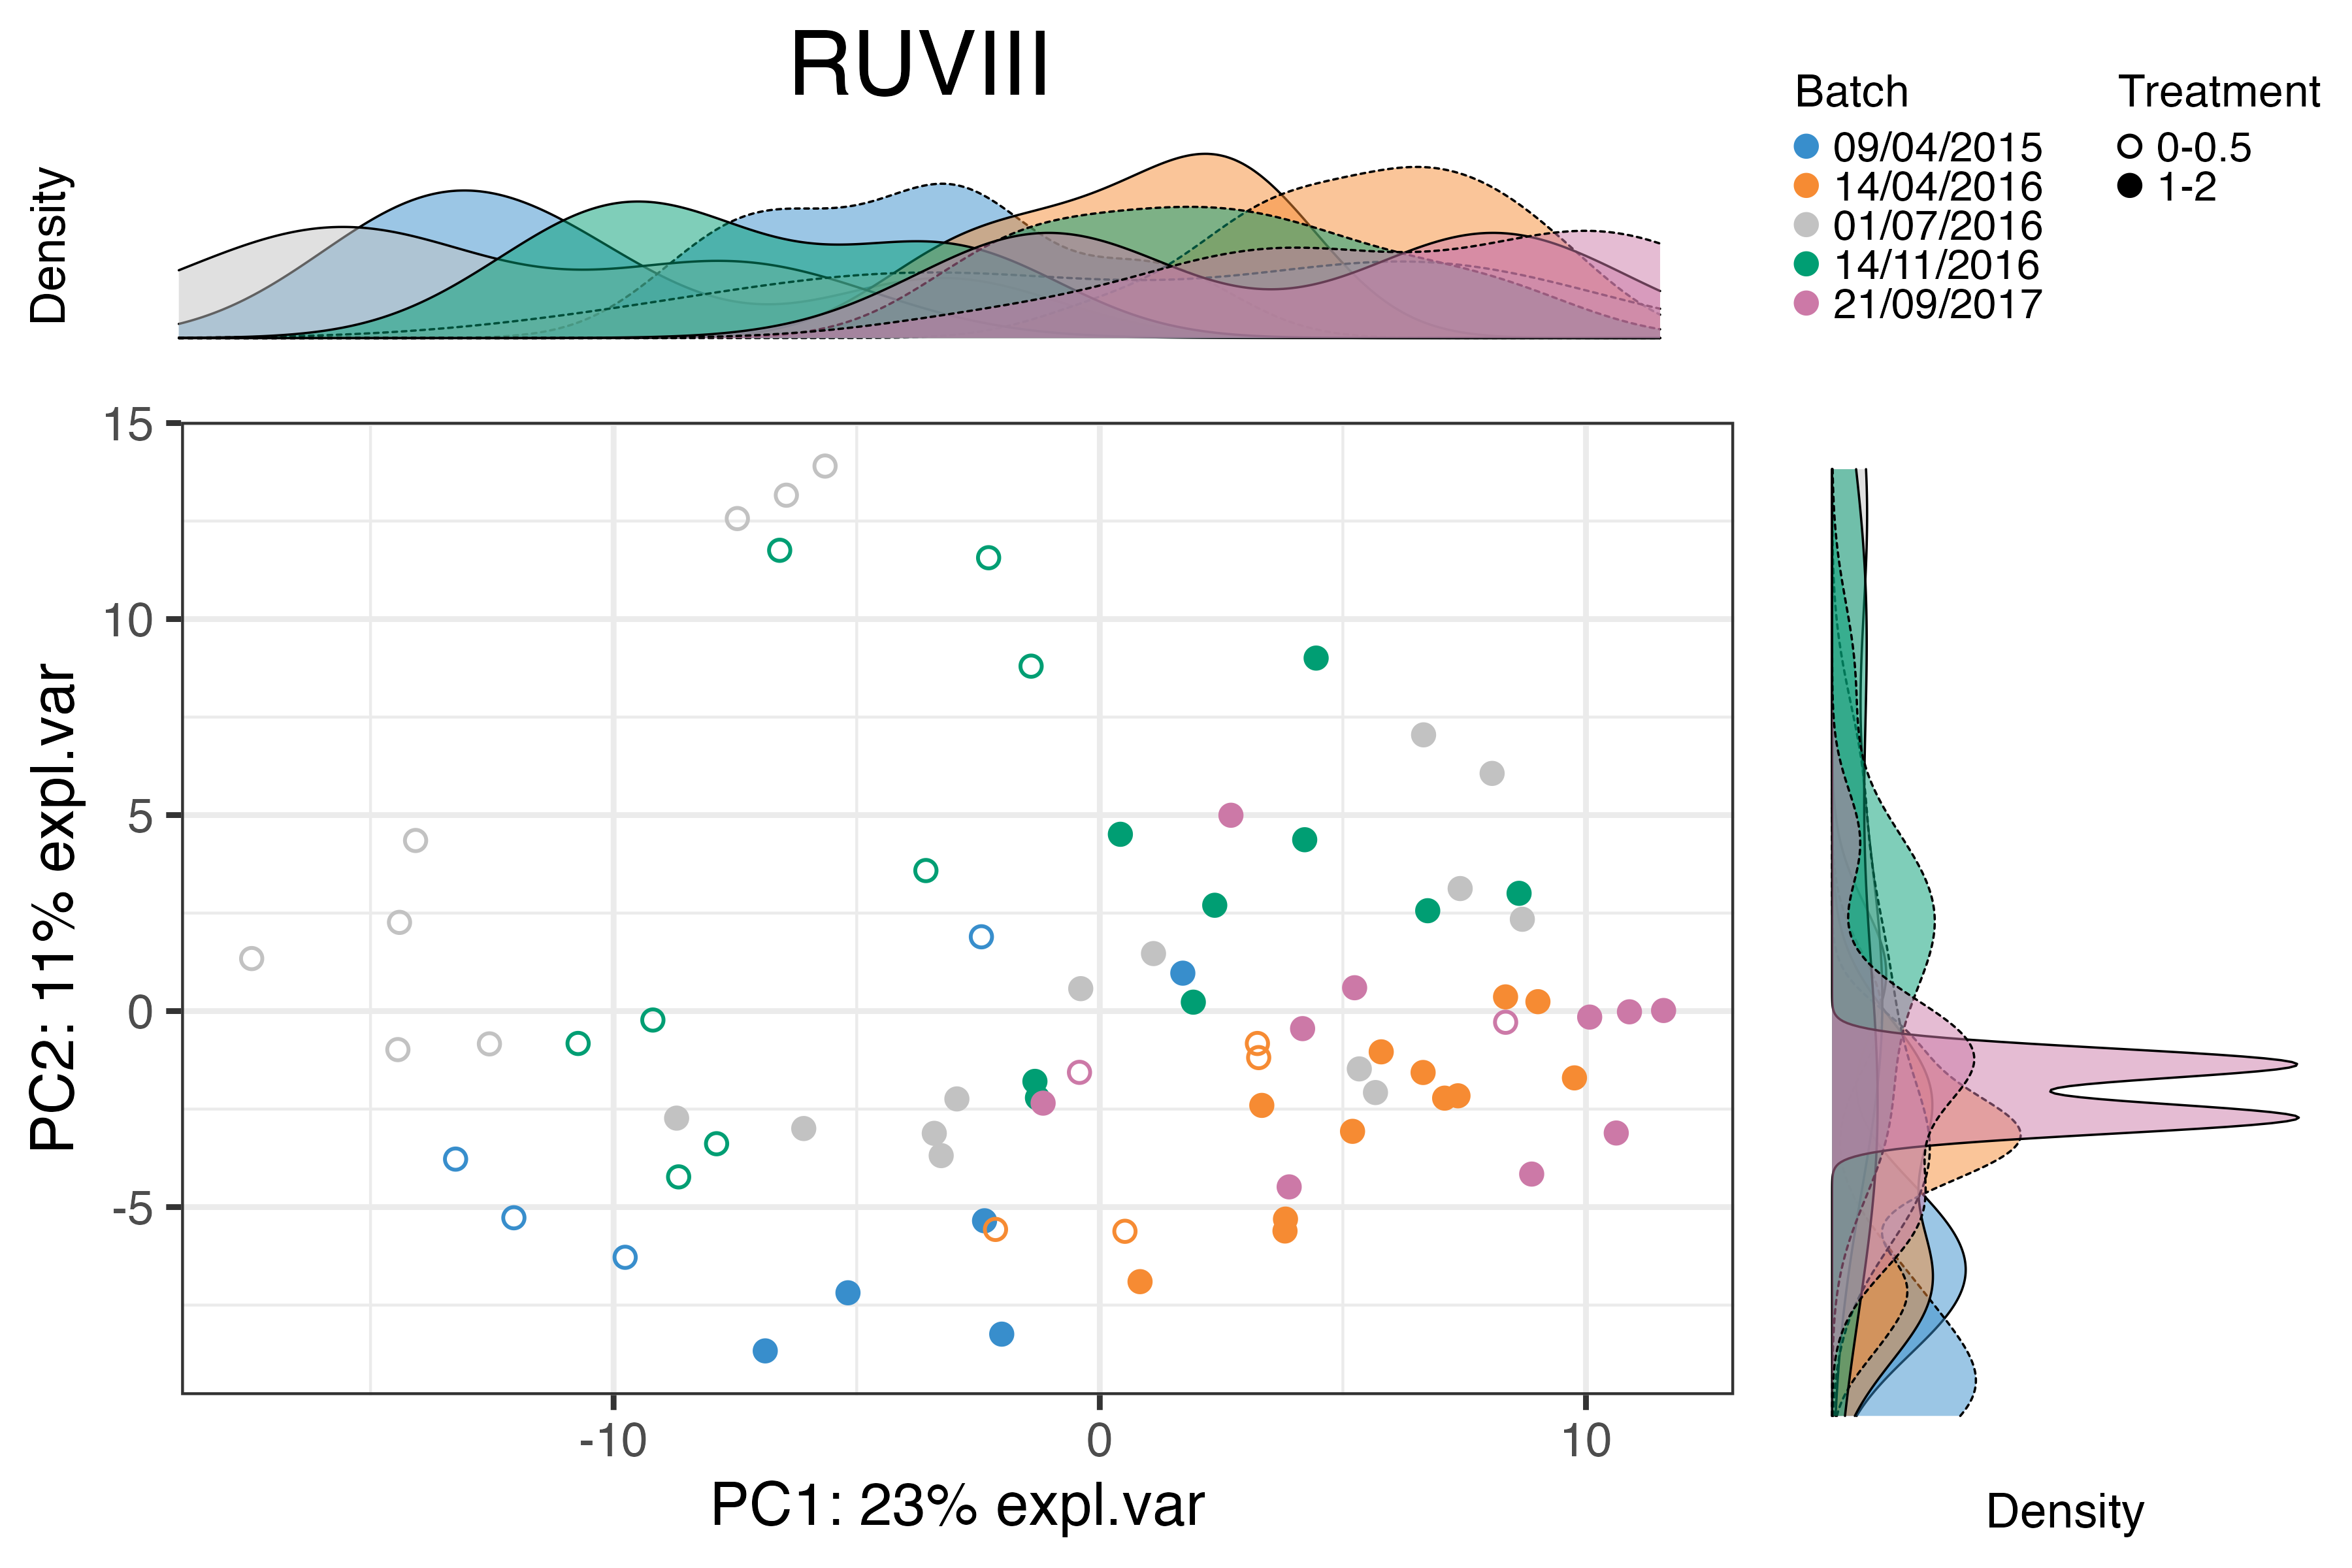 RUVIII
Density
Batch
09/04/2015
14/04/2016
01/07/2016
14/11/2016
21/09/2017
Treatment
0-0.5
1-2
15
10
5
0
-5
PC2: 11% expl.var
-10
0
10
PC1: 23% expl.var
Density